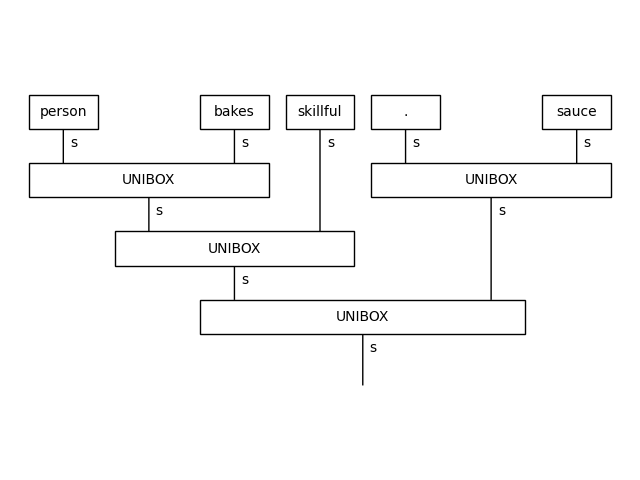 person bakes skillful . sauce
s s s s s
UNIBOX UNIBOX
s s
UNIBOX
s
UNIBOX
s